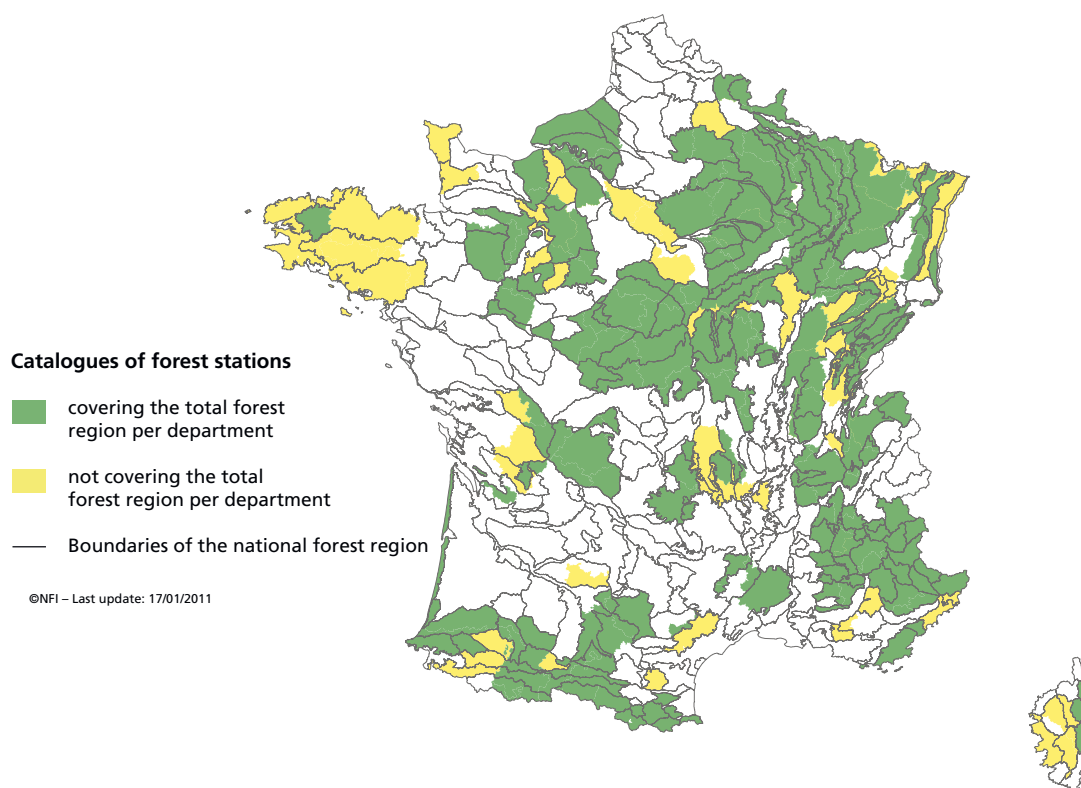 Catalogues of forest stations
covering the total forest
region per department
not covering the total
forest region per department
Boundaries of the national forest region
©NFI – Last update: 17/01/2011